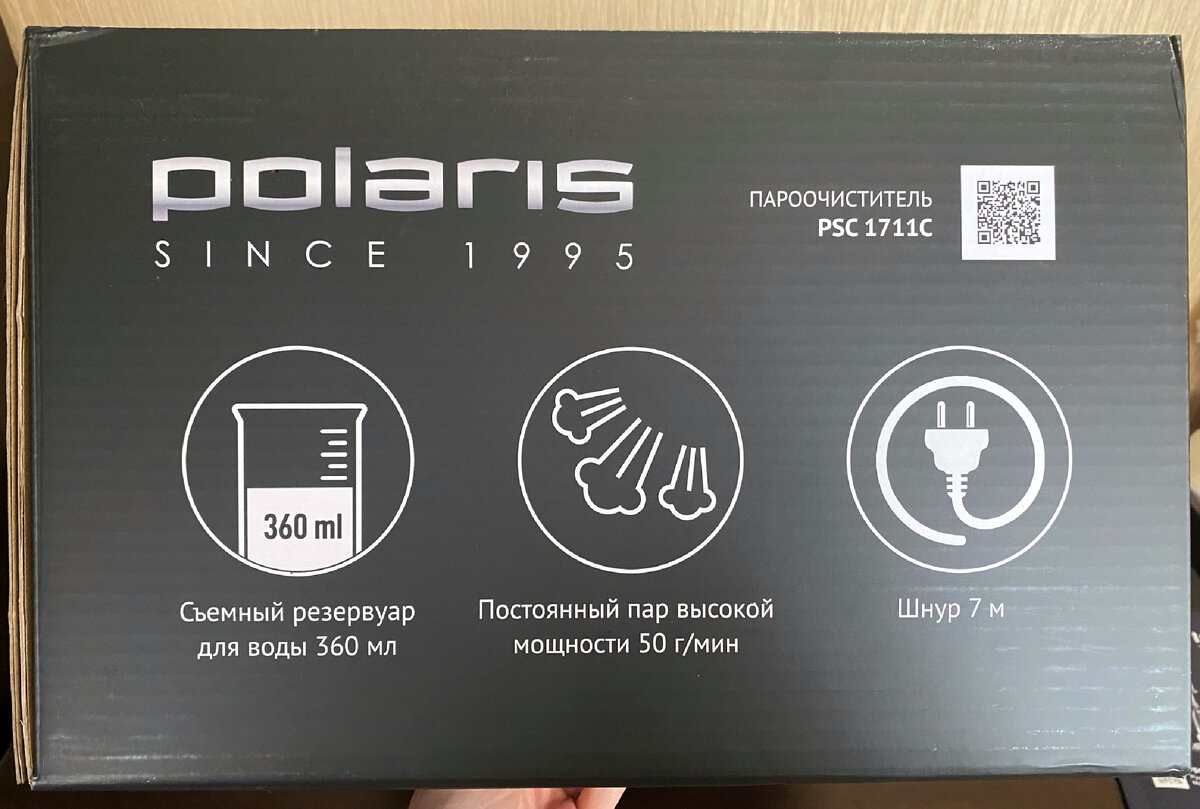 polaris
SINCE 1995
ПАРООЧИСТИТЕЛЬ
PSC 1711C
360 ml
Съемный резервуар
для воды 360 мл
Постоянный пар высокой
мощности 50 г/мин
Шнур 7 м